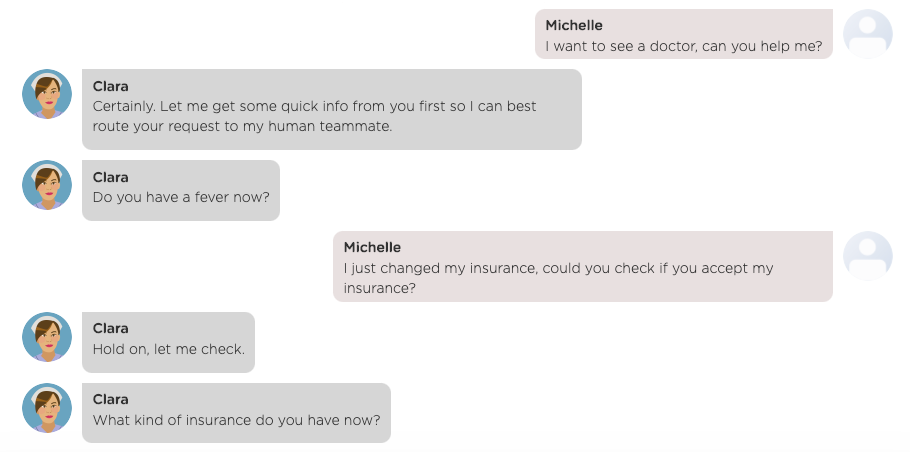 Michelle
I want to see a doctor, can you help me?
Clara
Certainly. Let me get some quick info from you first so I can best
route your request to my human teammate.
Clara
Do you have a fever now?
Michelle
I just changed my insurance, could you check if you accept my
insurance?
Clara
Hold on, let me check.
Clara
What kind of insurance do you have now?